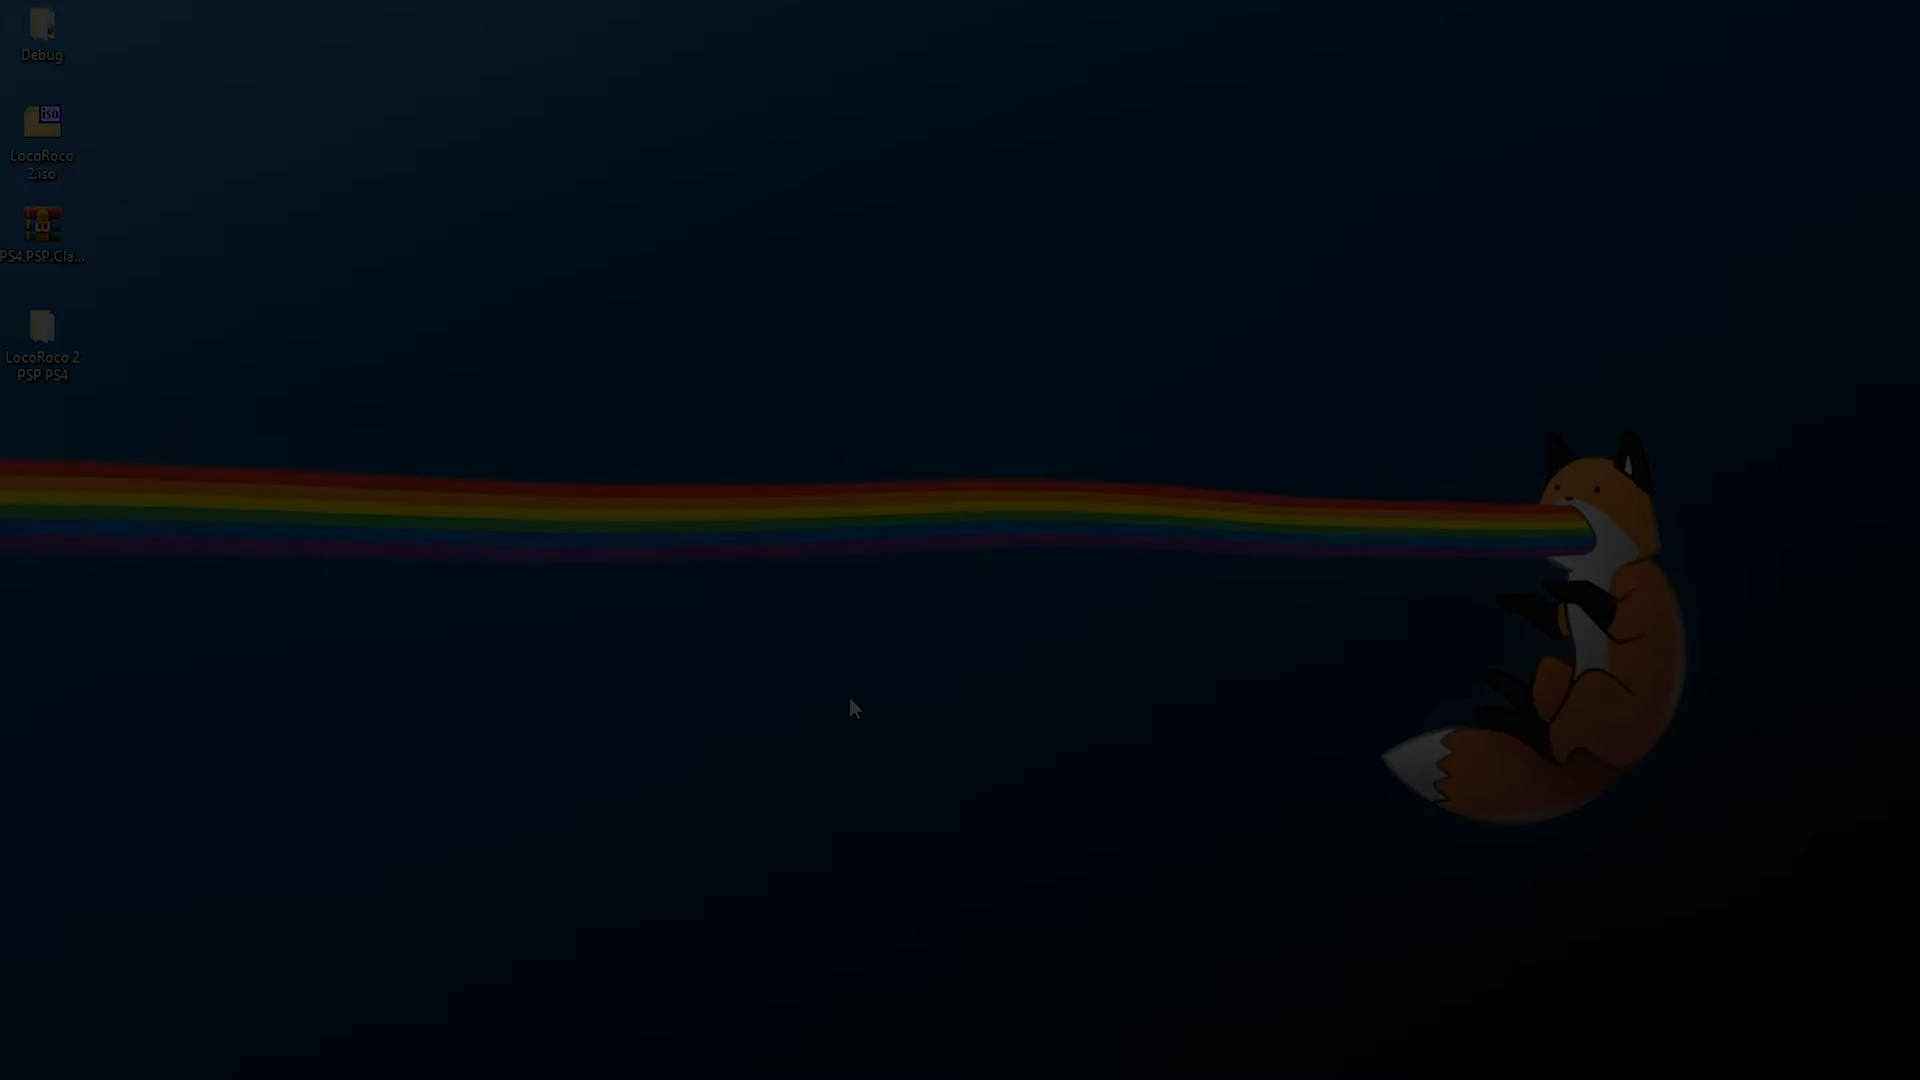 Debug
iso
LocoRoco
2.iso
PS4.PSP.Cla...
LocoRoco 2
PSP PS4